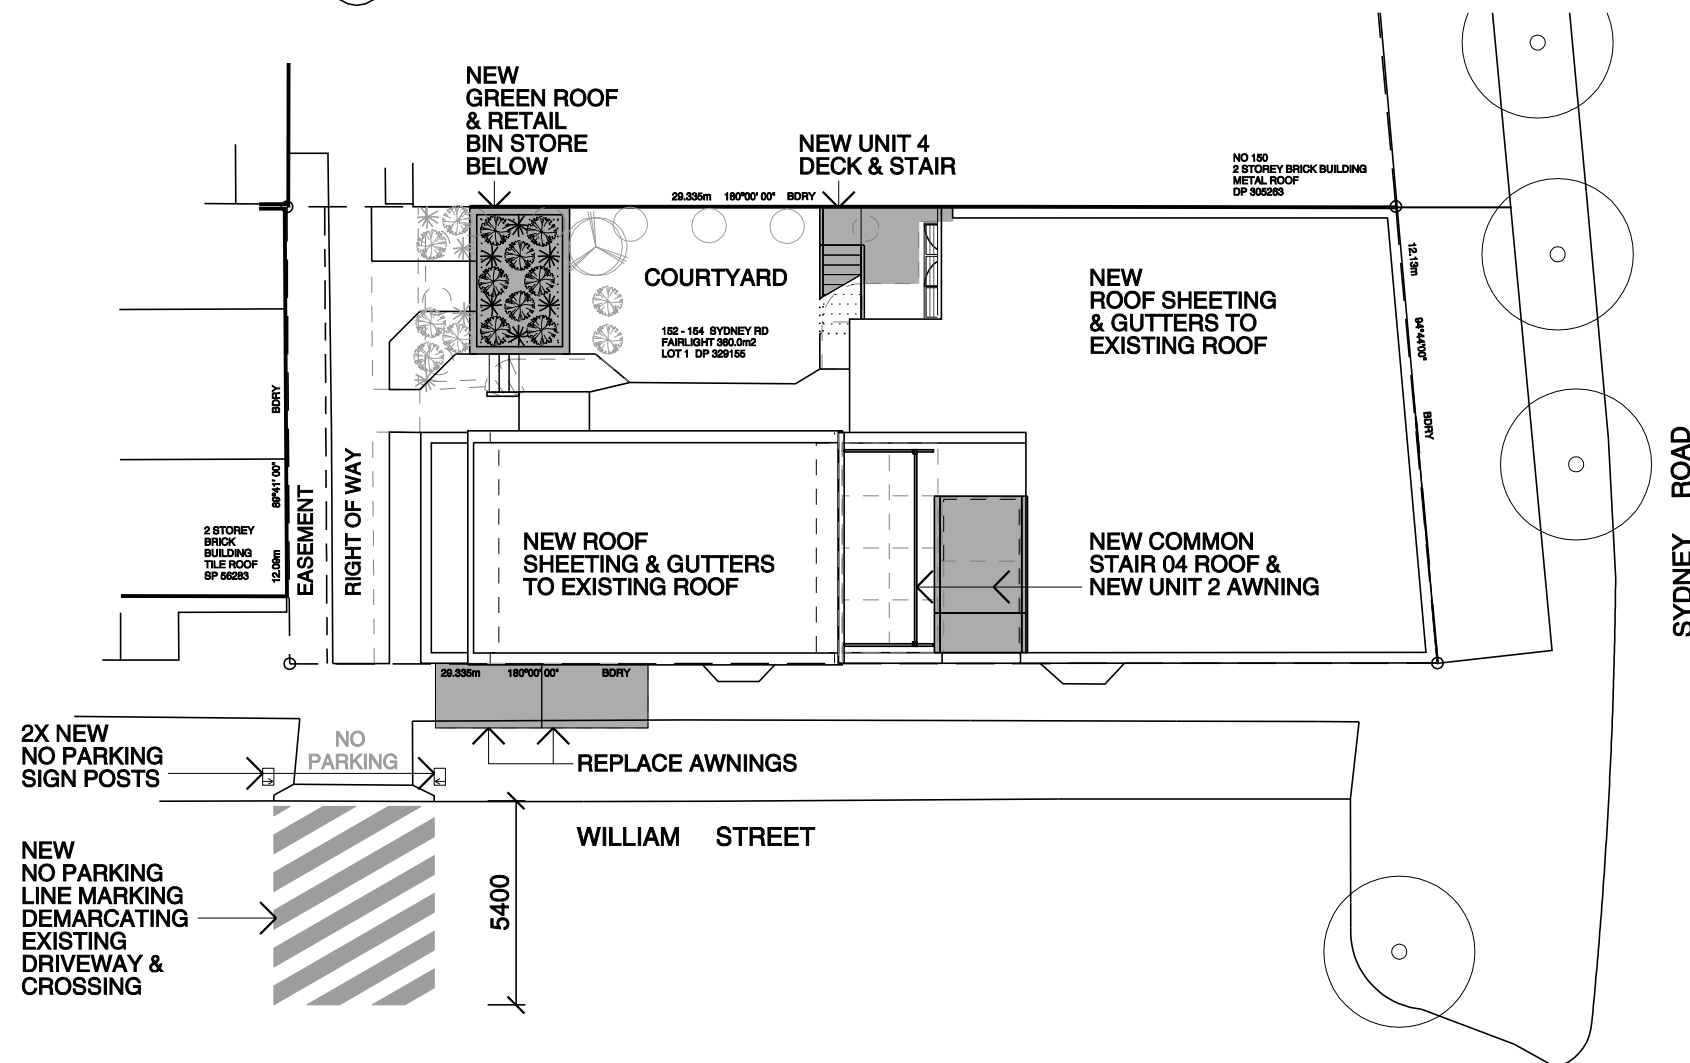 NEW
GREEN ROOF
& RETAIL
BIN STORE
BELOW
NEW UNIT 4
DECK & STAIR
NO 150
2 STOREY BRICK BUILDING
METAL ROOF
DP 305263
29.335m 180°00' 00" BDRY
COURTYARD
152 - 154 SYDNEY RD
FAIRLIGHT 360.0m2
LOT 1 DP 329155
NEW
ROOF SHEETING
& GUTTERS TO
EXISTING ROOF
12.13m
94°44'00"
BDRY
SYDNEY ROAD
BDRY
89°41' 00"
12.09m
2 STOREY
BRICK
BUILDING
TILE ROOF
SP 56283
EASEMENT
RIGHT OF WAY
NEW ROOF
SHEETING & GUTTERS
TO EXISTING ROOF
NEW COMMON
STAIR 04 ROOF &
NEW UNIT 2 AWNING
29.335m 180°00' 00" BDRY
2X NEW
NO PARKING
SIGN POSTS
NO
PARKING
REPLACE AWNINGS
WILLIAM STREET
5400
NEW
NO PARKING
LINE MARKING
DEMARCATING
EXISTING
DRIVEWAY &
CROSSING